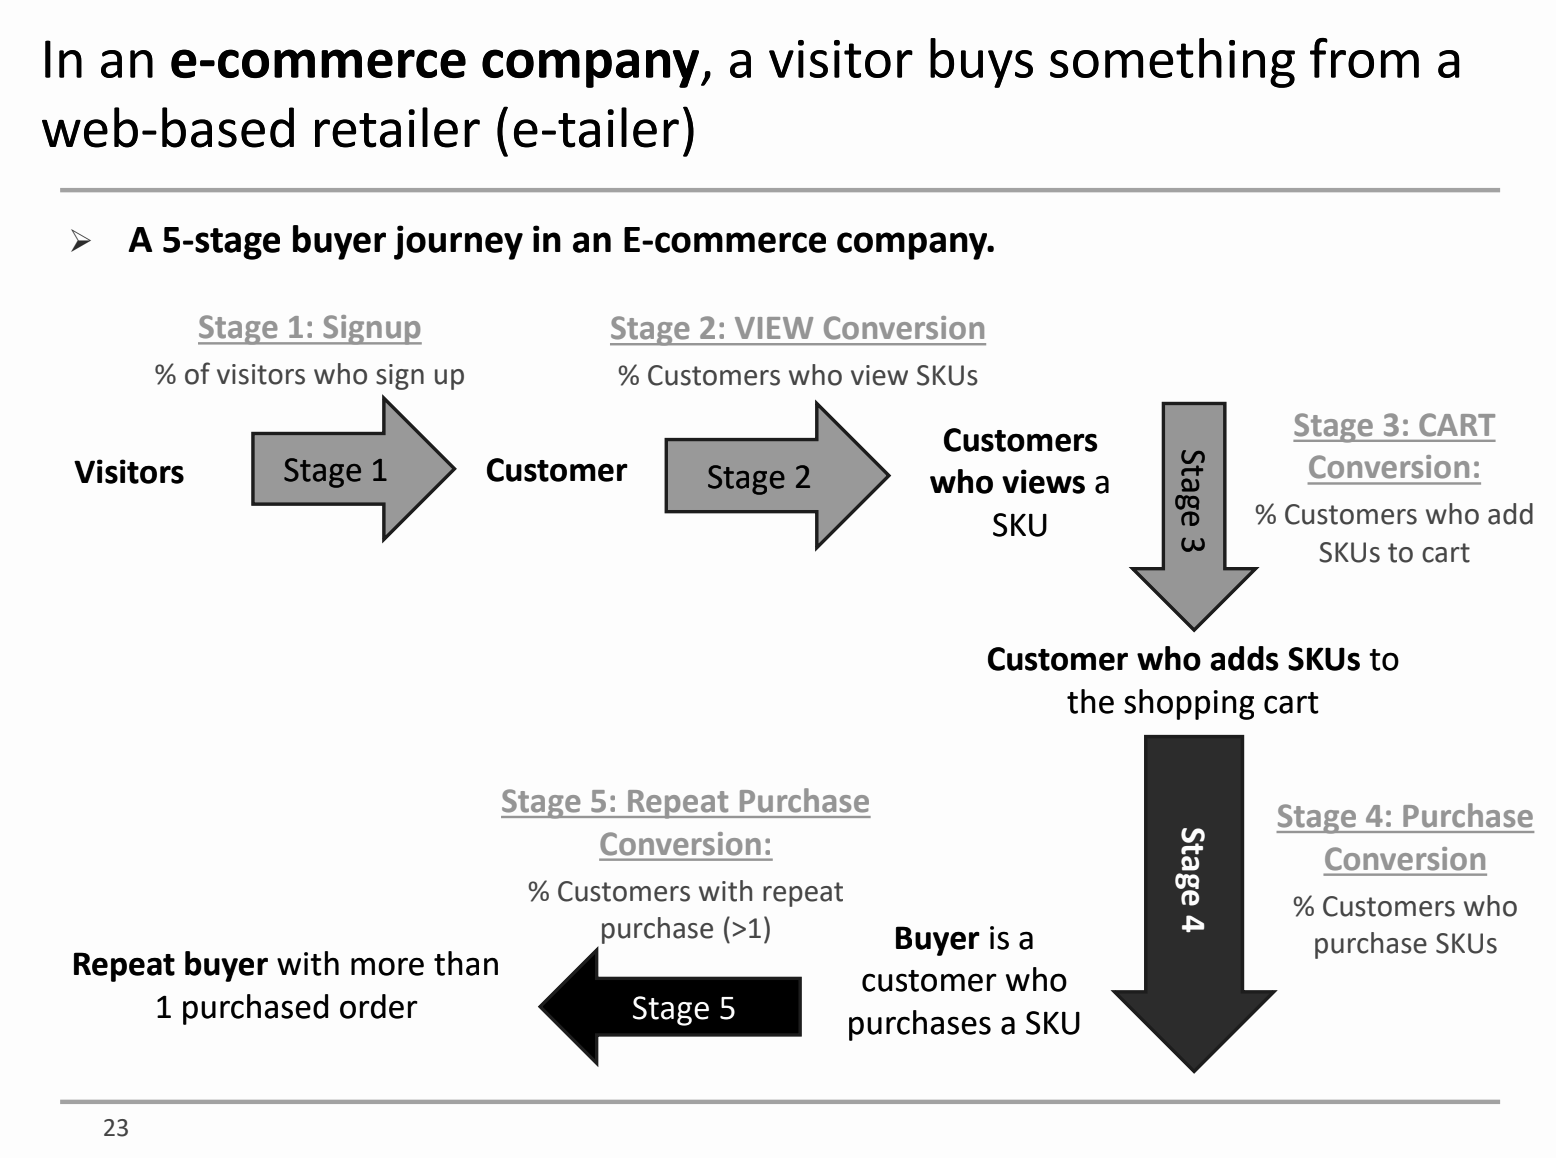 In an e-commerce company, a visitor buys something from a
web-based retailer (e-tailer)
➢ A 5-stage buyer journey in an E-commerce company.
Stage 1: Signup
% of visitors who sign up
Stage 2: VIEW Conversion
% Customers who view SKUs
Visitors
Stage 1
Customer
Stage 2
Customers
who views a
SKU
Stage 3
Stage 3: CART
Conversion:
% Customers who add
SKUs to cart
Customer who adds SKUs to
the shopping cart
Stage 4
Stage 4: Purchase
Conversion
% Customers who
purchase SKUs
Buyer is a
customer who
purchases a SKU
Stage 5: Repeat Purchase
Conversion:
% Customers with repeat
purchase (>1)
Stage 5
Repeat buyer with more than
1 purchased order
23